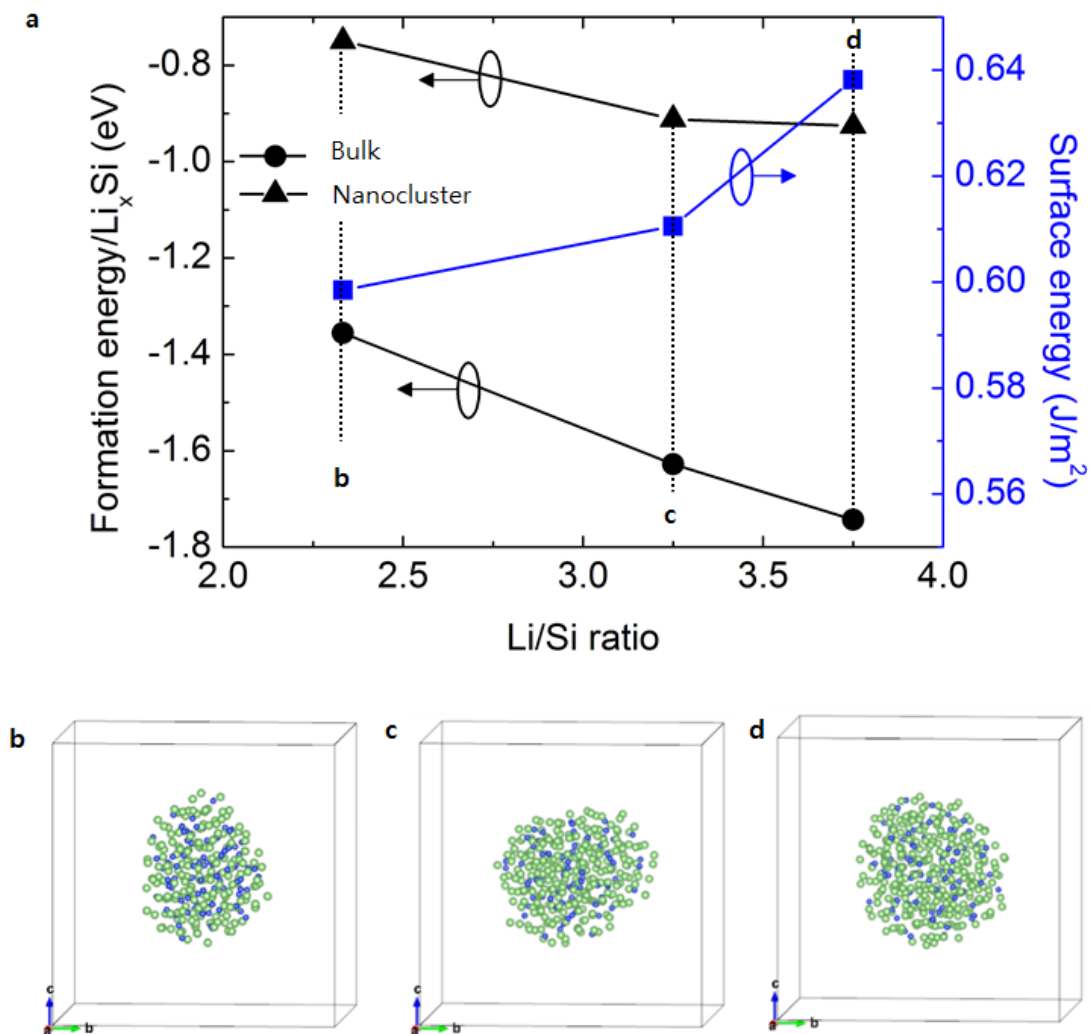 a
Formation energy/LiₓSi (eV)
-0.8
-1.0
-1.2
-1.4
-1.6
-1.8
Bulk
Nanocluster
b
c
d
0.64
0.62
0.60
0.58
0.56
Surface energy (J/m²)
2.0 2.5 3.0 3.5 4.0
Li/Si ratio
b c d
c c c
a b a b a b